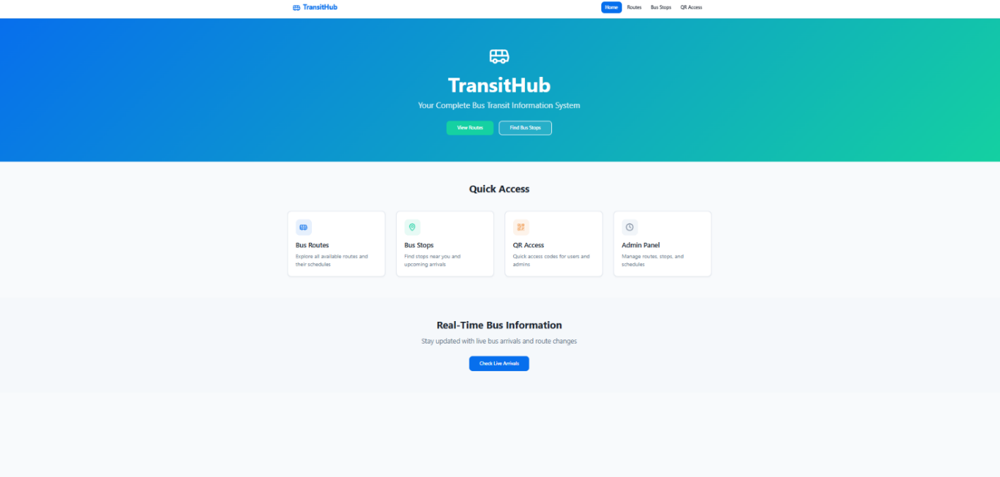 TransitHub
Home
Routes
Bus Stops
QR Access
TransitHub
Your Complete Bus Transit Information System
View Routes
Find Bus Stops
Quick Access
Bus Routes
Explore all available routes and
their schedules
Bus Stops
Find stops near you and
upcoming arrivals
QR Access
Quick access codes for users and
admins
Admin Panel
Manage routes, stops, and
schedules
Real-Time Bus Information
Stay updated with live bus arrivals and route changes
Check Live Arrivals